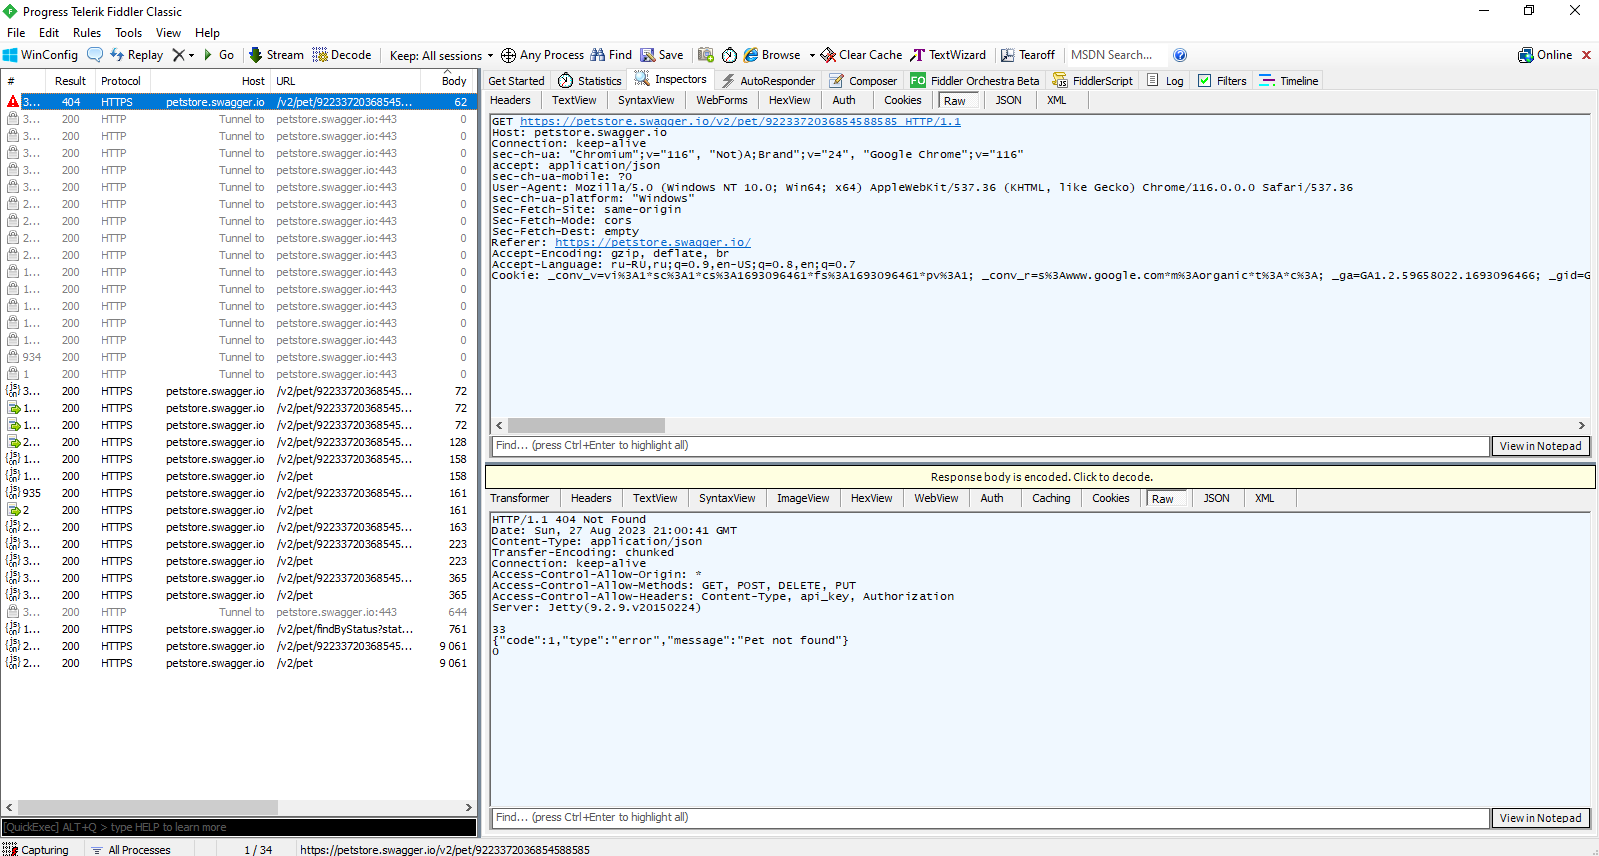 Progress Telerik Fiddler Classic
File Edit Rules Tools View Help
WinConfig Replay Go Stream Decode Keep: All sessions Any Process Find Save Browse Clear Cache TextWizard Tearoff MSDN Search... Online
# Result Protocol Host URL Body
3... 404 HTTPS petstore.swagger.io /v2/pet/92233720368545... 62
3... 200 HTTP Tunnel to petstore.swagger.io:443 0
3... 200 HTTP Tunnel to petstore.swagger.io:443 0
3... 200 HTTP Tunnel to petstore.swagger.io:443 0
3... 200 HTTP Tunnel to petstore.swagger.io:443 0
3... 200 HTTP Tunnel to petstore.swagger.io:443 0
2... 200 HTTP Tunnel to petstore.swagger.io:443 0
2... 200 HTTP Tunnel to petstore.swagger.io:443 0
2... 200 HTTP Tunnel to petstore.swagger.io:443 0
2... 200 HTTP Tunnel to petstore.swagger.io:443 0
1... 200 HTTP Tunnel to petstore.swagger.io:443 0
1... 200 HTTP Tunnel to petstore.swagger.io:443 0
1... 200 HTTP Tunnel to petstore.swagger.io:443 0
1... 200 HTTP Tunnel to petstore.swagger.io:443 0
1... 200 HTTP Tunnel to petstore.swagger.io:443 0
934 200 HTTP Tunnel to petstore.swagger.io:443 0
1 200 HTTP Tunnel to petstore.swagger.io:443 0
3... 200 HTTPS petstore.swagger.io /v2/pet/92233720368545... 72
1... 200 HTTPS petstore.swagger.io /v2/pet/92233720368545... 72
1... 200 HTTPS petstore.swagger.io /v2/pet/92233720368545... 72
2... 200 HTTPS petstore.swagger.io /v2/pet/92233720368545... 128
1... 200 HTTPS petstore.swagger.io /v2/pet/92233720368545... 158
1... 200 HTTPS petstore.swagger.io /v2/pet 158
935 200 HTTPS petstore.swagger.io /v2/pet/92233720368545... 161
2 200 HTTPS petstore.swagger.io /v2/pet 161
2... 200 HTTPS petstore.swagger.io /v2/pet/92233720368545... 163
3... 200 HTTPS petstore.swagger.io /v2/pet/92233720368545... 223
3... 200 HTTPS petstore.swagger.io /v2/pet 223
3... 200 HTTPS petstore.swagger.io /v2/pet/92233720368545... 365
3... 200 HTTPS petstore.swagger.io /v2/pet 365
3... 200 HTTP Tunnel to petstore.swagger.io:443 644
1... 200 HTTPS petstore.swagger.io /v2/pet/findByStatus?stat... 761
2... 200 HTTPS petstore.swagger.io /v2/pet/92233720368545... 9 061
2... 200 HTTPS petstore.swagger.io /v2/pet 9 061
[QuickExec] ALT+Q > type HELP to learn more
Get Started Statistics Inspectors AutoResponder Composer FO Fiddler Orchestra Beta FiddlerScript Log Filters Timeline
Headers TextView SyntaxView WebForms HexView Auth Cookies Raw JSON XML
GET https://petstore.swagger.io/v2/pet/9223372036854588585 HTTP/1.1
Host: petstore.swagger.io
Connection: keep-alive
sec-ch-ua: "Chromium";v="116", "Not)A;Brand";v="24", "Google Chrome";v="116"
accept: application/json
sec-ch-ua-mobile: ?0
User-Agent: Mozilla/5.0 (Windows NT 10.0; Win64; x64) AppleWebKit/537.36 (KHTML, like Gecko) Chrome/116.0.0.0 Safari/537.36
sec-ch-ua-platform: "Windows"
Sec-Fetch-Site: same-origin
Sec-Fetch-Mode: cors
Sec-Fetch-Dest: empty
Referer: https://petstore.swagger.io/
Accept-Encoding: gzip, deflate, br
Accept-Language: ru-RU,ru;q=0.9,en-US;q=0.8,en;q=0.7
Cookie: _conv_v=vi%3A1*sc%3A1*cs%3A1693096461*fs%3A1693096461*pv%3A1; _conv_r=s%3Awww.google.com*m%3Aorganic*t%3A*c%3A; _ga=GA1.2.59658022.1693096466; _gid=G
Find... (press Ctrl+Enter to highlight all) View in Notepad
Response body is encoded. Click to decode.
Transformer Headers TextView SyntaxView ImageView HexView WebView Auth Caching Cookies Raw JSON XML
HTTP/1.1 404 Not Found
Date: Sun, 27 Aug 2023 21:00:41 GMT
Content-Type: application/json
Transfer-Encoding: chunked
Connection: keep-alive
Access-Control-Allow-Origin: *
Access-Control-Allow-Methods: GET, POST, DELETE, PUT
Access-Control-Allow-Headers: Content-Type, api_key, Authorization
Server: Jetty(9.2.9.v20150224)
33
{"code":1,"type":"error","message":"Pet not found"}
0
Find... (press Ctrl+Enter to highlight all) View in Notepad
Capturing All Processes 1 / 34 https://petstore.swagger.io/v2/pet/9223372036854588585